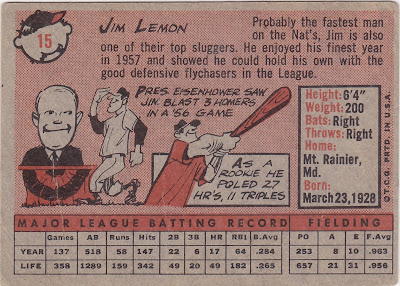 15
JIM LEMON
Probably the fastest man
on the Nat's, Jim is also
one of their top sluggers. He enjoyed his finest year
in 1957 and showed he could hold his own with the
good defensive flychasers in the League.
PRES. EISENHOWER SAW
JIM BLAST 3 HOMERS
IN A '56 GAME
AS A
ROOKIE HE
POLED 27
HR'S, 11 TRIPLES
Height: 6'4"
Weight: 200
Bats: Right
Throws: Right
Home:
Mt. Rainier,
Md.
Born:
March 23, 1928
© T.C.G. PRTD. IN U.S.A.
MAJOR LEAGUE BATTING RECORD FIELDING
Games AB Runs Hits 2B 3B HR RBI B.Avg PO A E F.Avg
YEAR 137 518 58 147 22 6 17 64 .284 253 8 10 .963
LIFE 358 1289 159 342 49 20 49 182 .265 657 21 31 .956